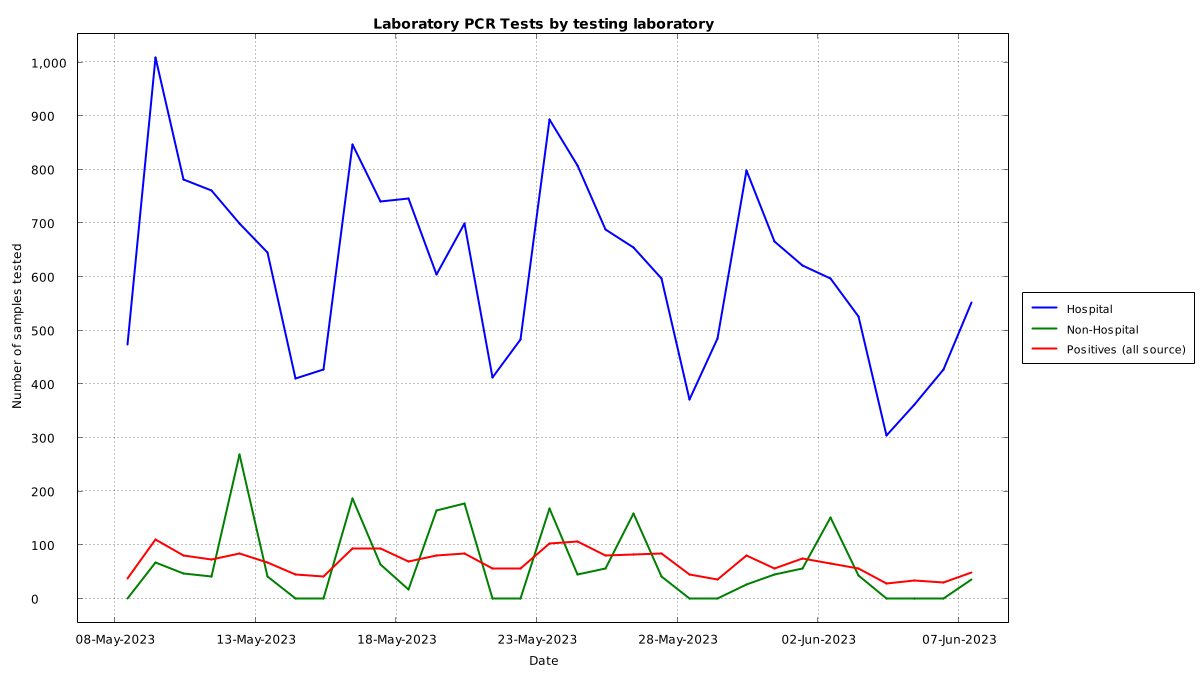 Laboratory PCR Tests by testing laboratory
Number of samples tested
1,000
900
800
700
600
500
400
300
200
100
0
08-May-2023
13-May-2023
18-May-2023
23-May-2023
28-May-2023
02-Jun-2023
07-Jun-2023
Date
Hospital
Non-Hospital
Positives (all source)